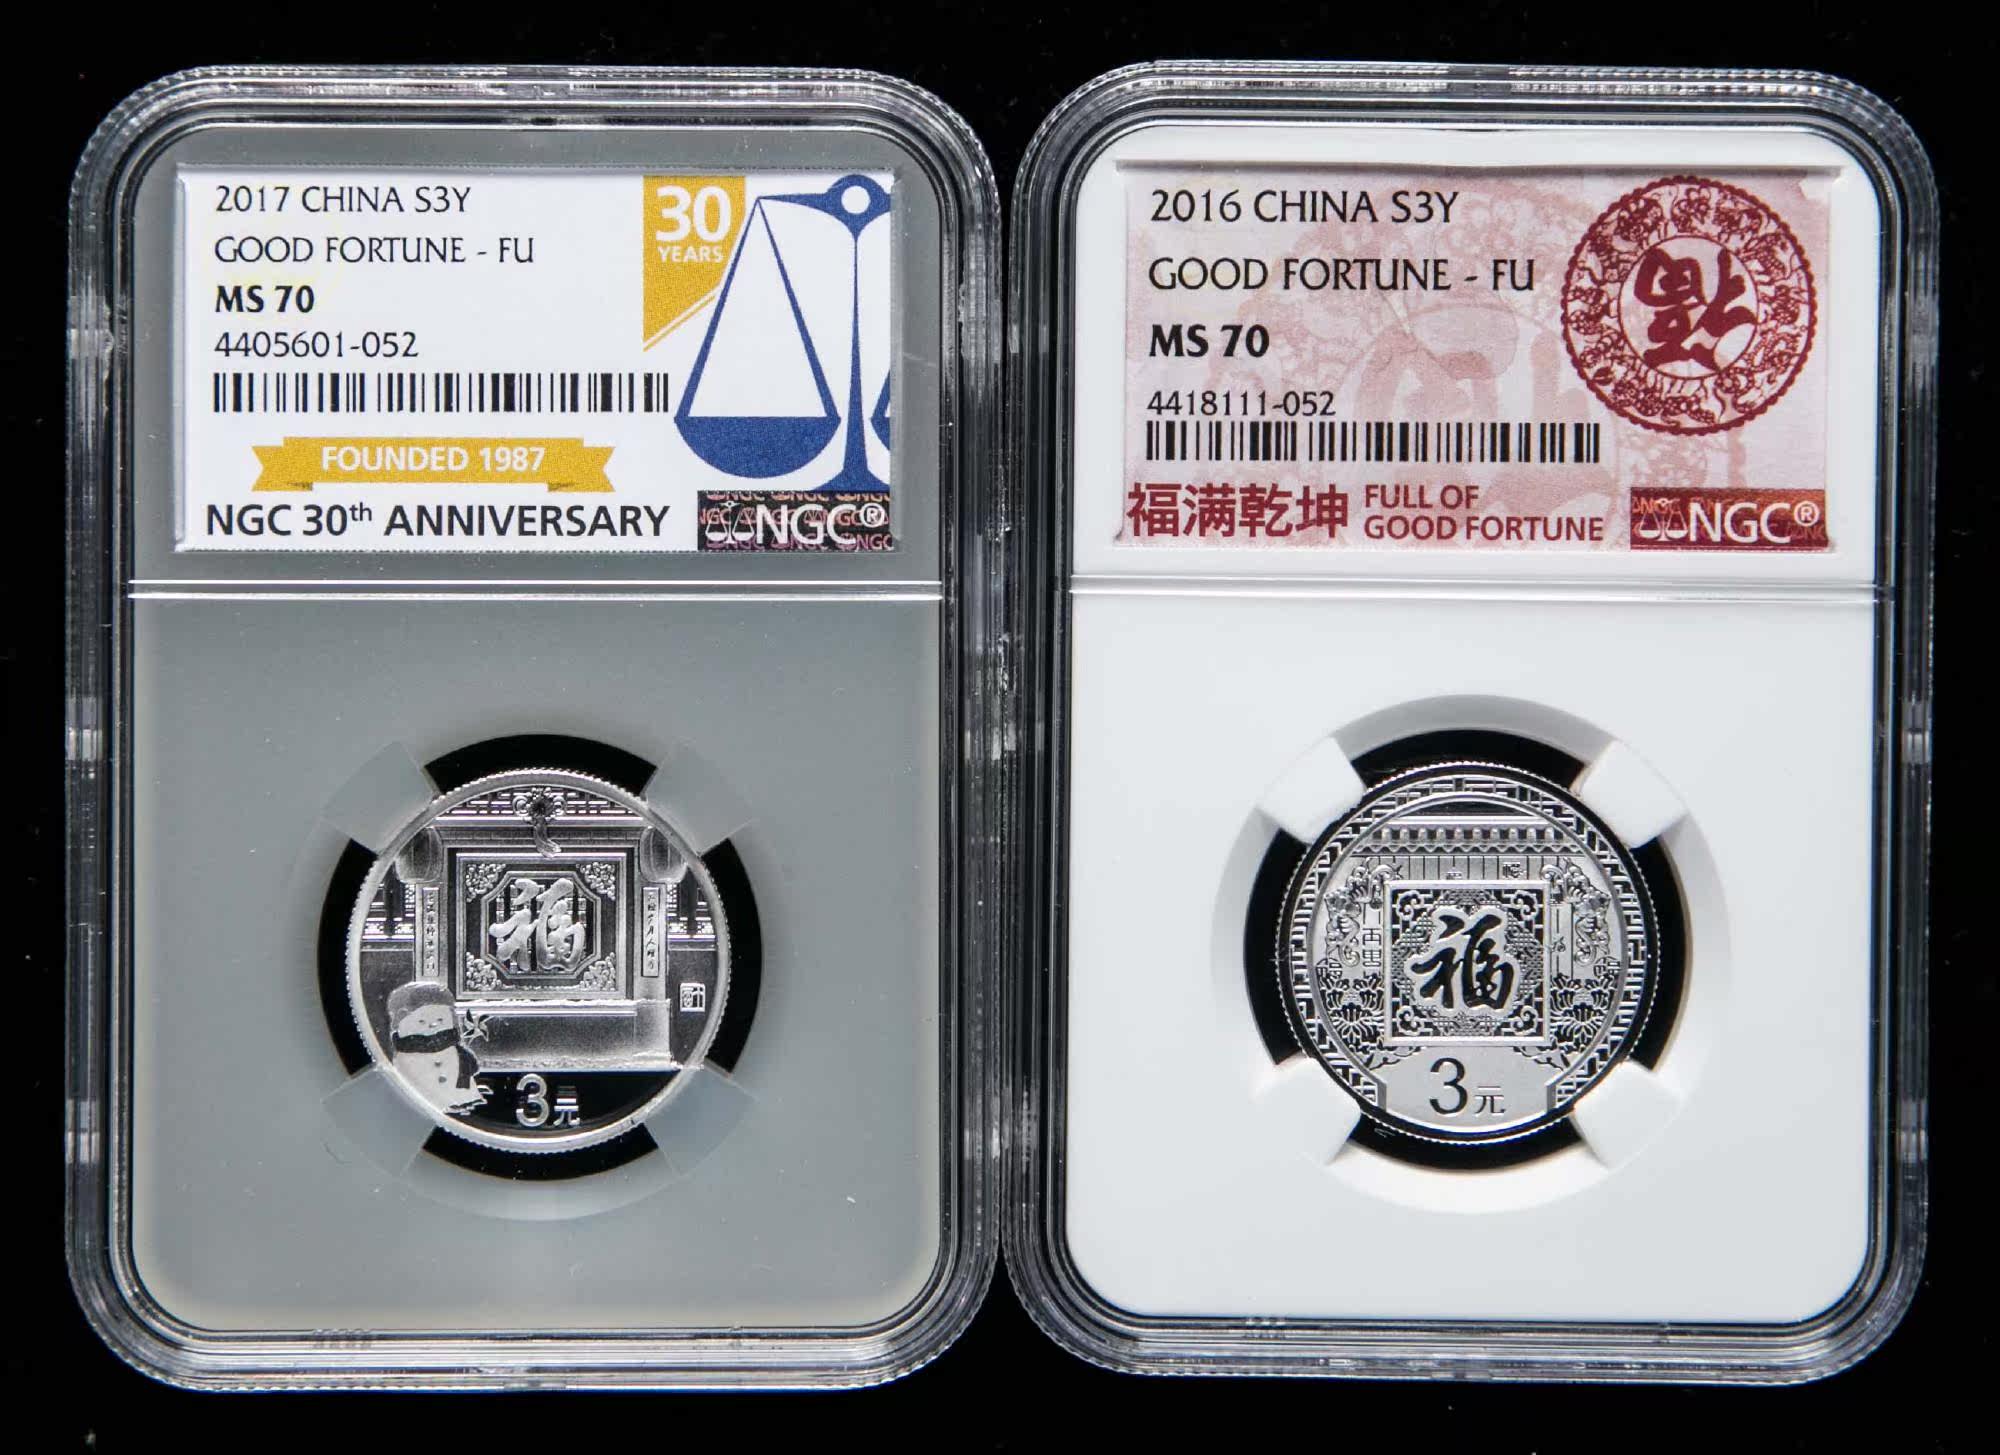 2017 CHINA S3Y
GOOD FORTUNE - FU
MS 70
4405601-052
30
YEARS
FOUNDED 1987
NGC 30th ANNIVERSARY
NGC®
福
3元
2016 CHINA S3Y
GOOD FORTUNE - FU
MS 70
4418111-052
福
福满乾坤
FULL OF
GOOD FORTUNE
NGC®
福
3元